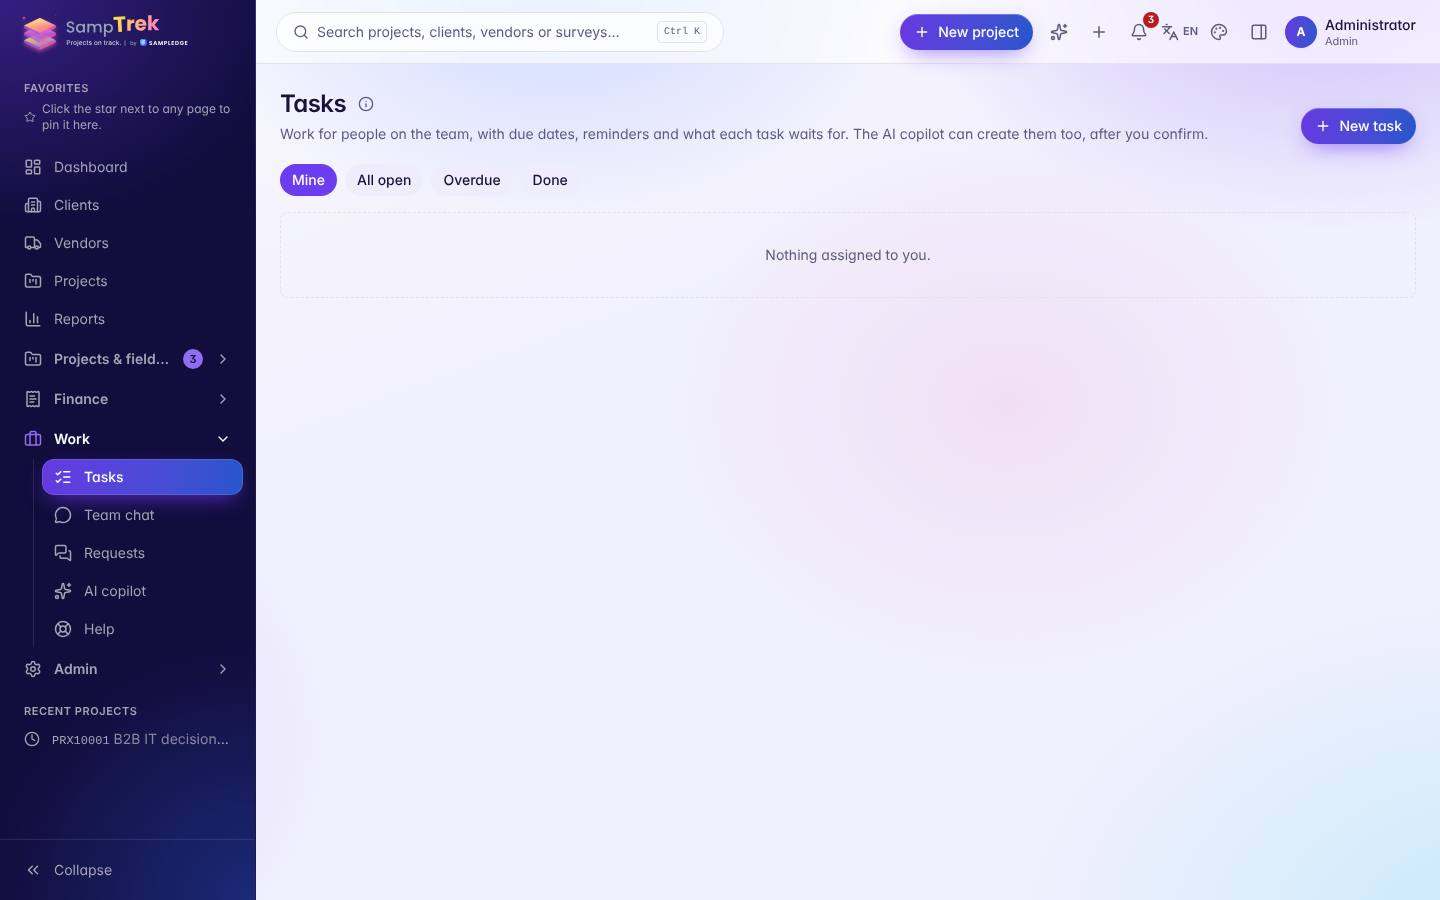 SampTrek
Projects on track. | by SAMPLEDGE
Search projects, clients, vendors or surveys...
Ctrl K
New project
3
EN
A
Administrator
Admin
FAVORITES
Click the star next to any page to
pin it here.
Dashboard
Clients
Vendors
Projects
Reports
Projects & field...
3
Finance
Work
Tasks
Team chat
Requests
AI copilot
Help
Admin
RECENT PROJECTS
PRX10001 B2B IT decision...
Collapse
Tasks
Work for people on the team, with due dates, reminders and what each task waits for. The AI copilot can create them too, after you confirm.
New task
Mine
All open
Overdue
Done
Nothing assigned to you.